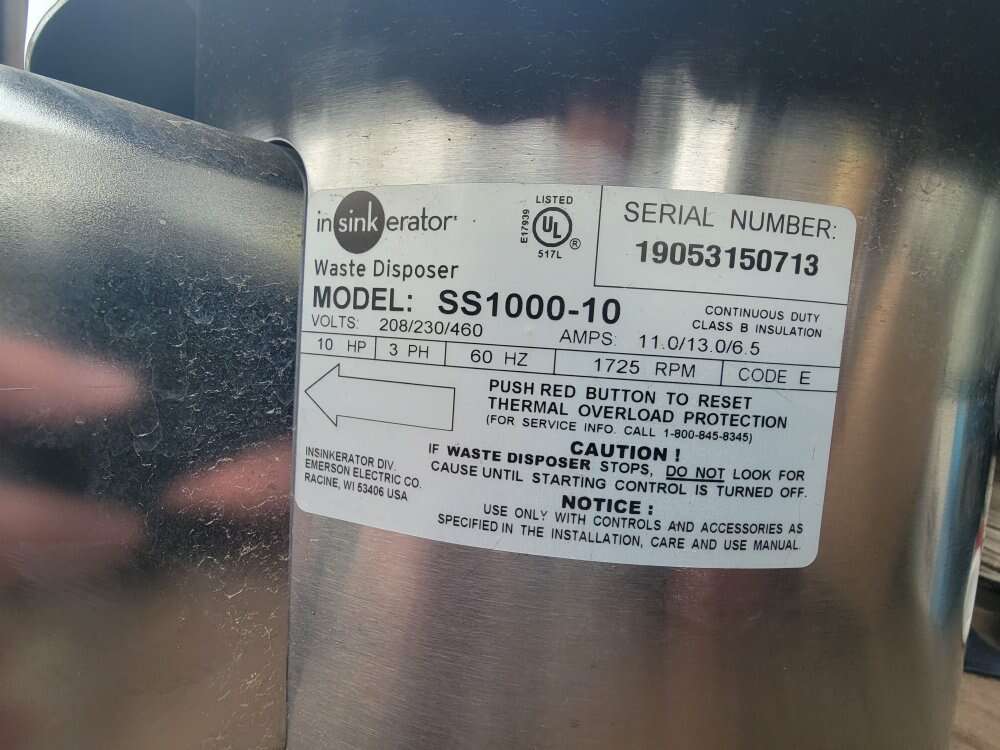 insinkerator
Waste Disposer
E17939
LISTED
UL ®
517L
SERIAL NUMBER:
19053150713
MODEL: SS1000-10
CONTINUOUS DUTY
CLASS B INSULATION
VOLTS: 208/230/460 AMPS: 11.0/13.0/6.5
10 HP 3 PH 60 HZ 1725 RPM CODE E
PUSH RED BUTTON TO RESET
THERMAL OVERLOAD PROTECTION
(FOR SERVICE INFO. CALL 1-800-845-8345)
INSINKERATOR DIV.
EMERSON ELECTRIC CO.
RACINE, WI 53406 USA
CAUTION !
IF WASTE DISPOSER STOPS, DO NOT LOOK FOR
CAUSE UNTIL STARTING CONTROL IS TURNED OFF.
NOTICE :
USE ONLY WITH CONTROLS AND ACCESSORIES AS
SPECIFIED IN THE INSTALLATION, CARE AND USE MANUAL.